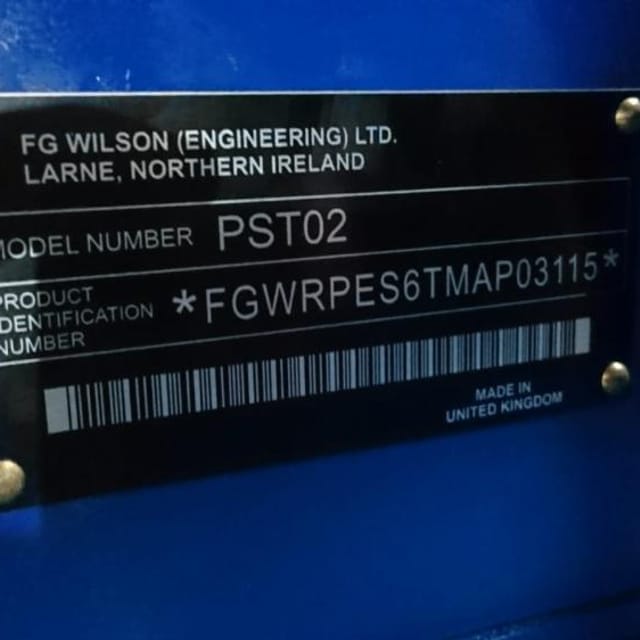 FG WILSON (ENGINEERING) LTD.
LARNE, NORTHERN IRELAND
MODEL NUMBER PST02
PRODUCT
IDENTIFICATION
NUMBER
*FGWRPES6TMAP03115*
MADE IN
UNITED KINGDOM